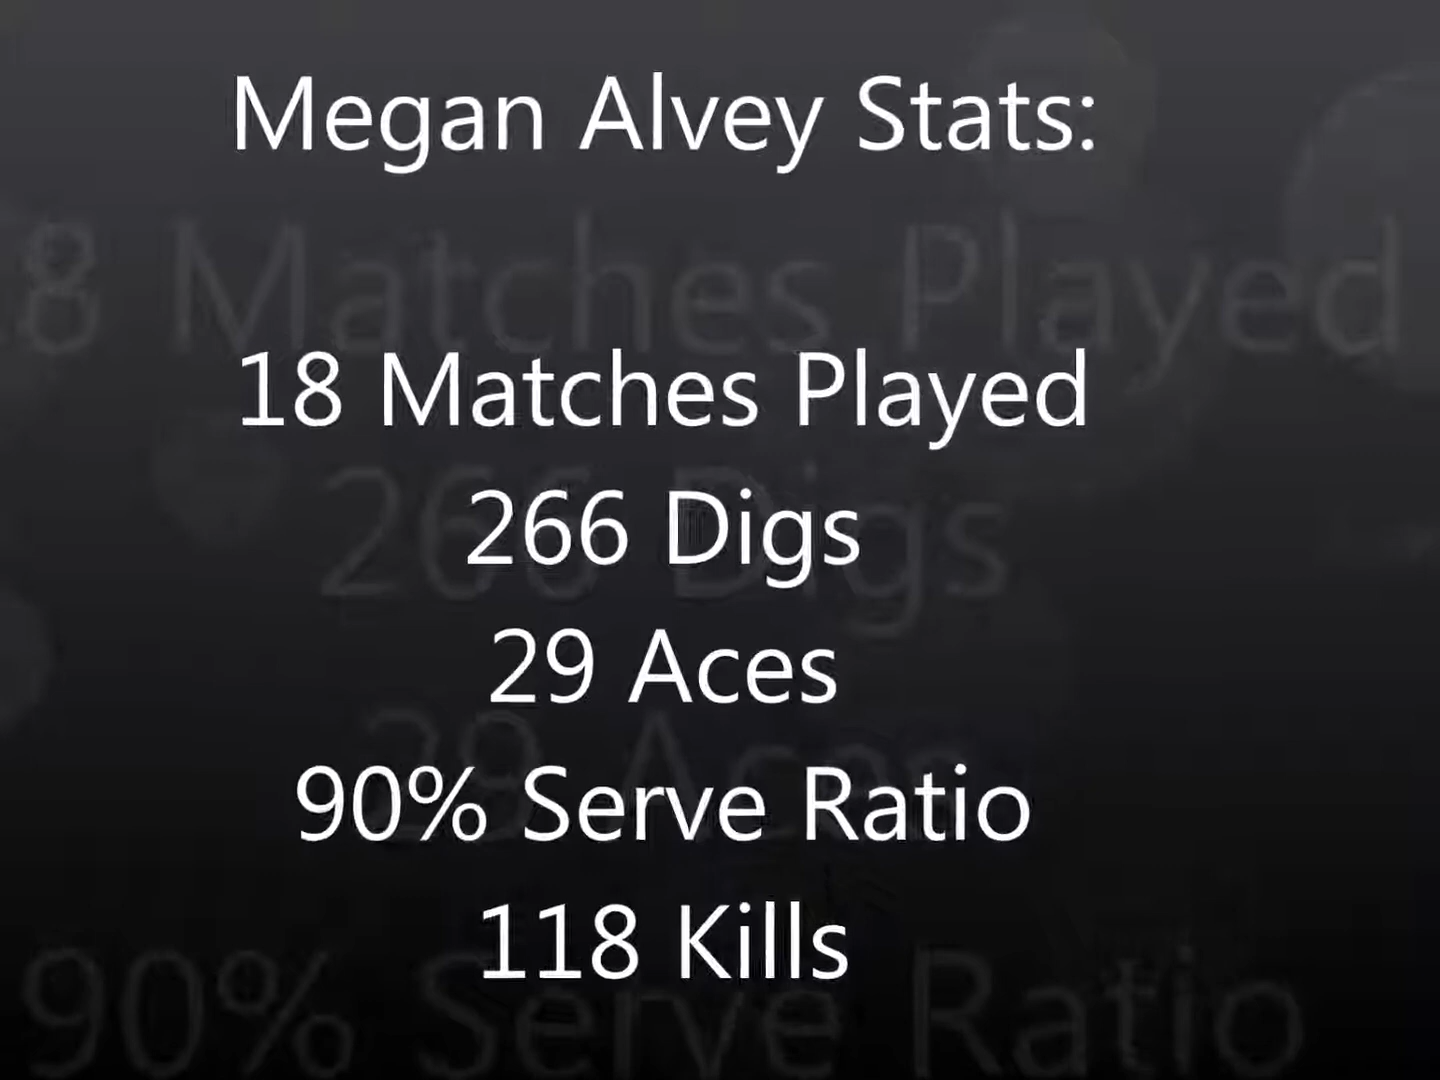 Megan Alvey Stats:
18 Matches Played
266 Digs
29 Aces
90% Serve Ratio
118 Kills